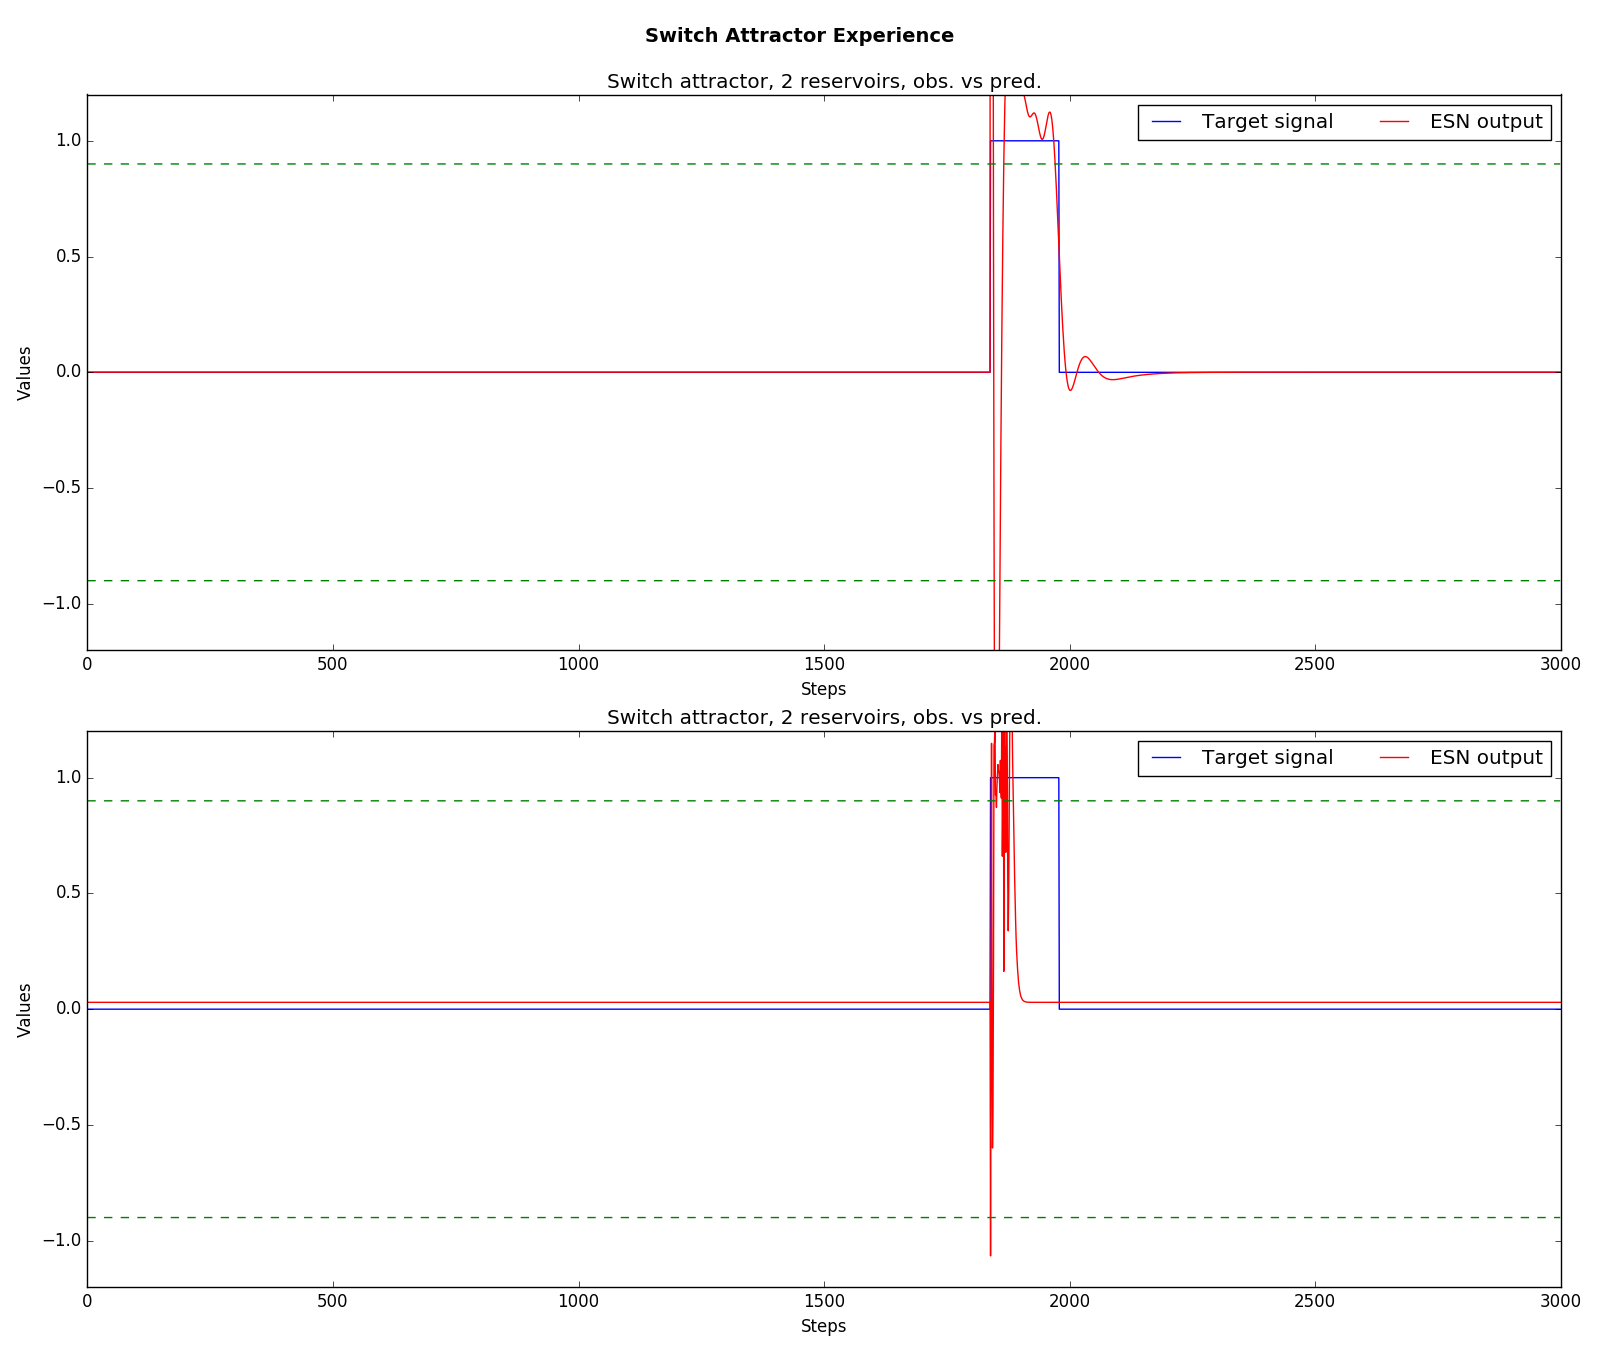 Switch Attractor Experience
Switch attractor, 2 reservoirs, obs. vs pred.
Target signal ESN output
1.0
0.5
0.0
−0.5
−1.0
Values
0 500 1000 1500 2000 2500 3000
Steps
Switch attractor, 2 reservoirs, obs. vs pred.
Target signal ESN output
1.0
0.5
0.0
−0.5
−1.0
Values
0 500 1000 1500 2000 2500 3000
Steps